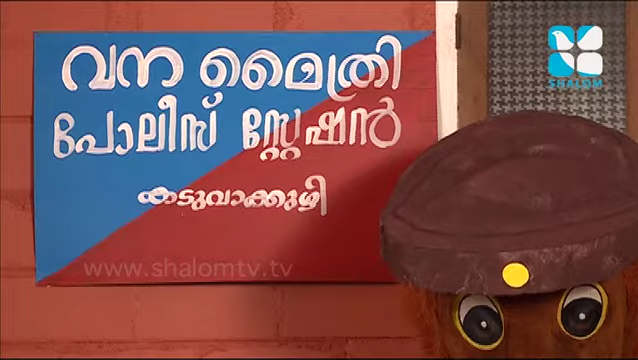 വന മൈത്രി
പോലീസ് സ്റ്റേഷൻ
കടുവാക്കുഴി
www.shalomtv.tv
SHALOM